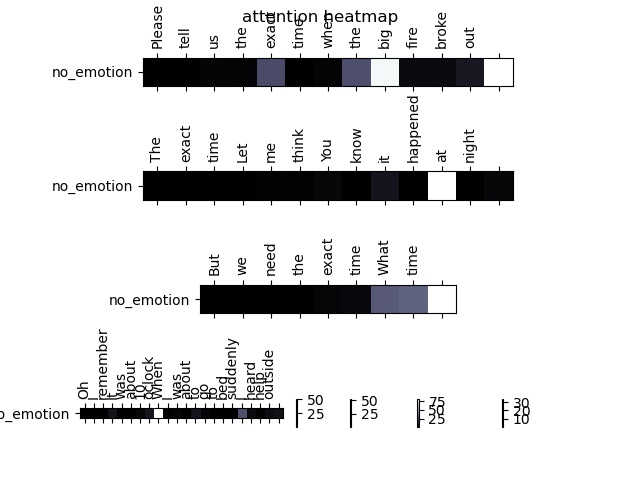 attention heatmap
Please tell us the exact time when the big fire broke out
no_emotion
The exact time Let me think You know it happened at night
no_emotion
But we need the exact time What time
no_emotion
Oh I remember It was about 10 oclock When I was about to go to bed suddenly I heard help outside
o_emotion
50 50 75 30
25 25 50 20
25 10